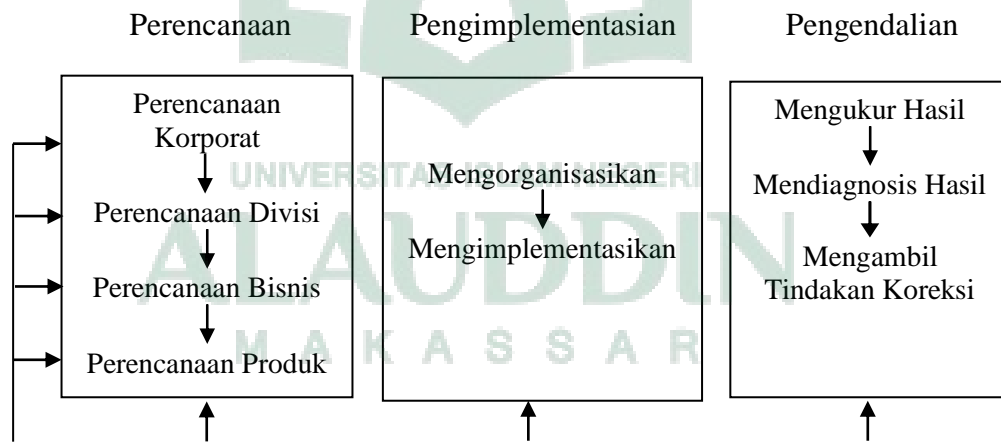 Perencanaan
Pengimplementasian
Pengendalian
Perencanaan
Korporat
Perencanaan Divisi
Perencanaan Bisnis
Perencanaan Produk
Mengorganisasikan
Mengimplementasikan
Mengukur Hasil
Mendiagnosis Hasil
Mengambil
Tindakan Koreksi
UNIVERSITAS ISLAM NEGERI
ALAUDDIN
MAKASSAR